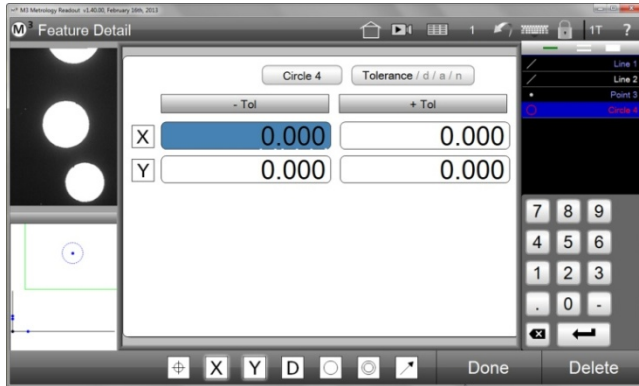 M3 Metrology Readout v1.40.00, February 16th, 2013
M3 Feature Detail 1 1T ?
Circle 4 Tolerance / d / a / n
- Tol + Tol
X 0.000 0.000
Y 0.000 0.000
Line 1
Line 2
Point 3
Circle 4
7 8 9
4 5 6
1 2 3
. 0 -
X Y D Done Delete